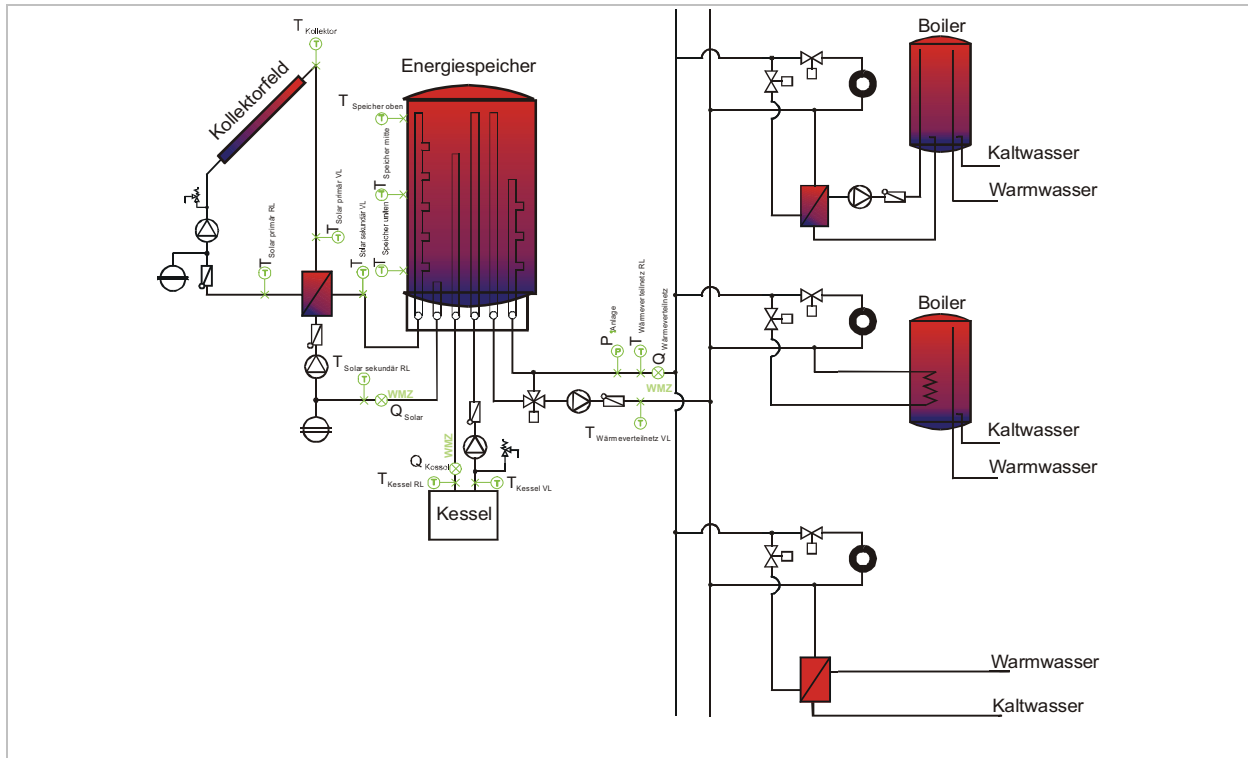 T Kollektor
Kollektorfeld
Energiespeicher
T Speicher oben
T Speicher mitte
T Speicher unten
T Solar primär RL
T Solar primär VL
T Solar sekundär VL
T Solar sekundär RL
WMZ
Q Solar
WMZ
Q Kessel
T Kessel RL
T Kessel VL
Kessel
P Anlage
T Wärmeverteilnetz RL
Q Wärmeverteilnetz
WMZ
T Wärmeverteilnetz VL
Boiler
Kaltwasser
Warmwasser
Boiler
Kaltwasser
Warmwasser
Warmwasser
Kaltwasser
T
T
T
T
T
T
T
T
T
T
P
T
T